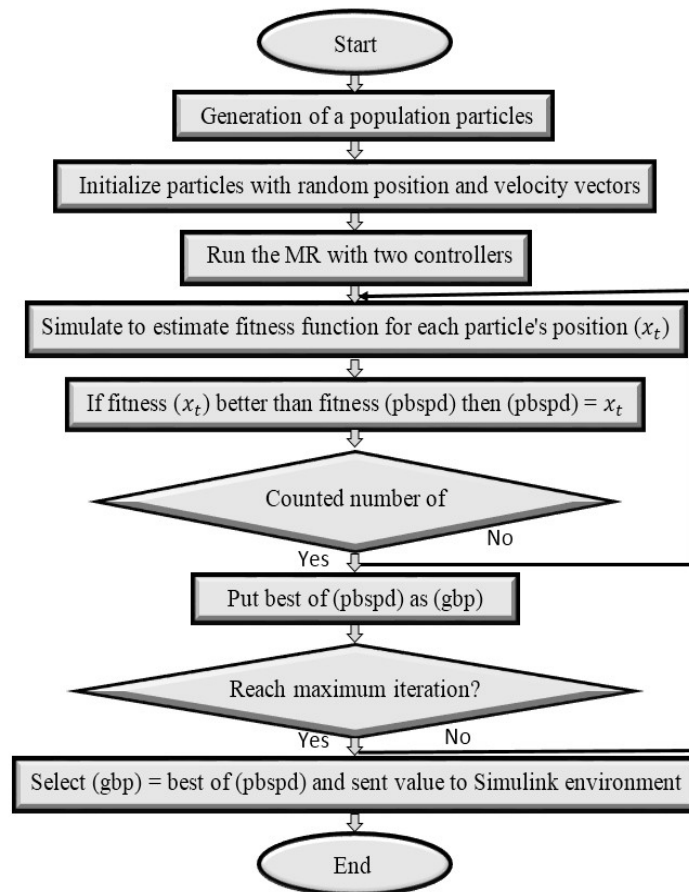 Start
Generation of a population particles
Initialize particles with random position and velocity vectors
Run the MR with two controllers
Simulate to estimate fitness function for each particle's position (𝑥𝑡)
If fitness (𝑥𝑡) better than fitness (pbspd) then (pbspd) = 𝑥𝑡
Counted number of
Yes No
Put best of (pbspd) as (gbp)
Reach maximum iteration?
Yes No
Select (gbp) = best of (pbspd) and sent value to Simulink environment
End